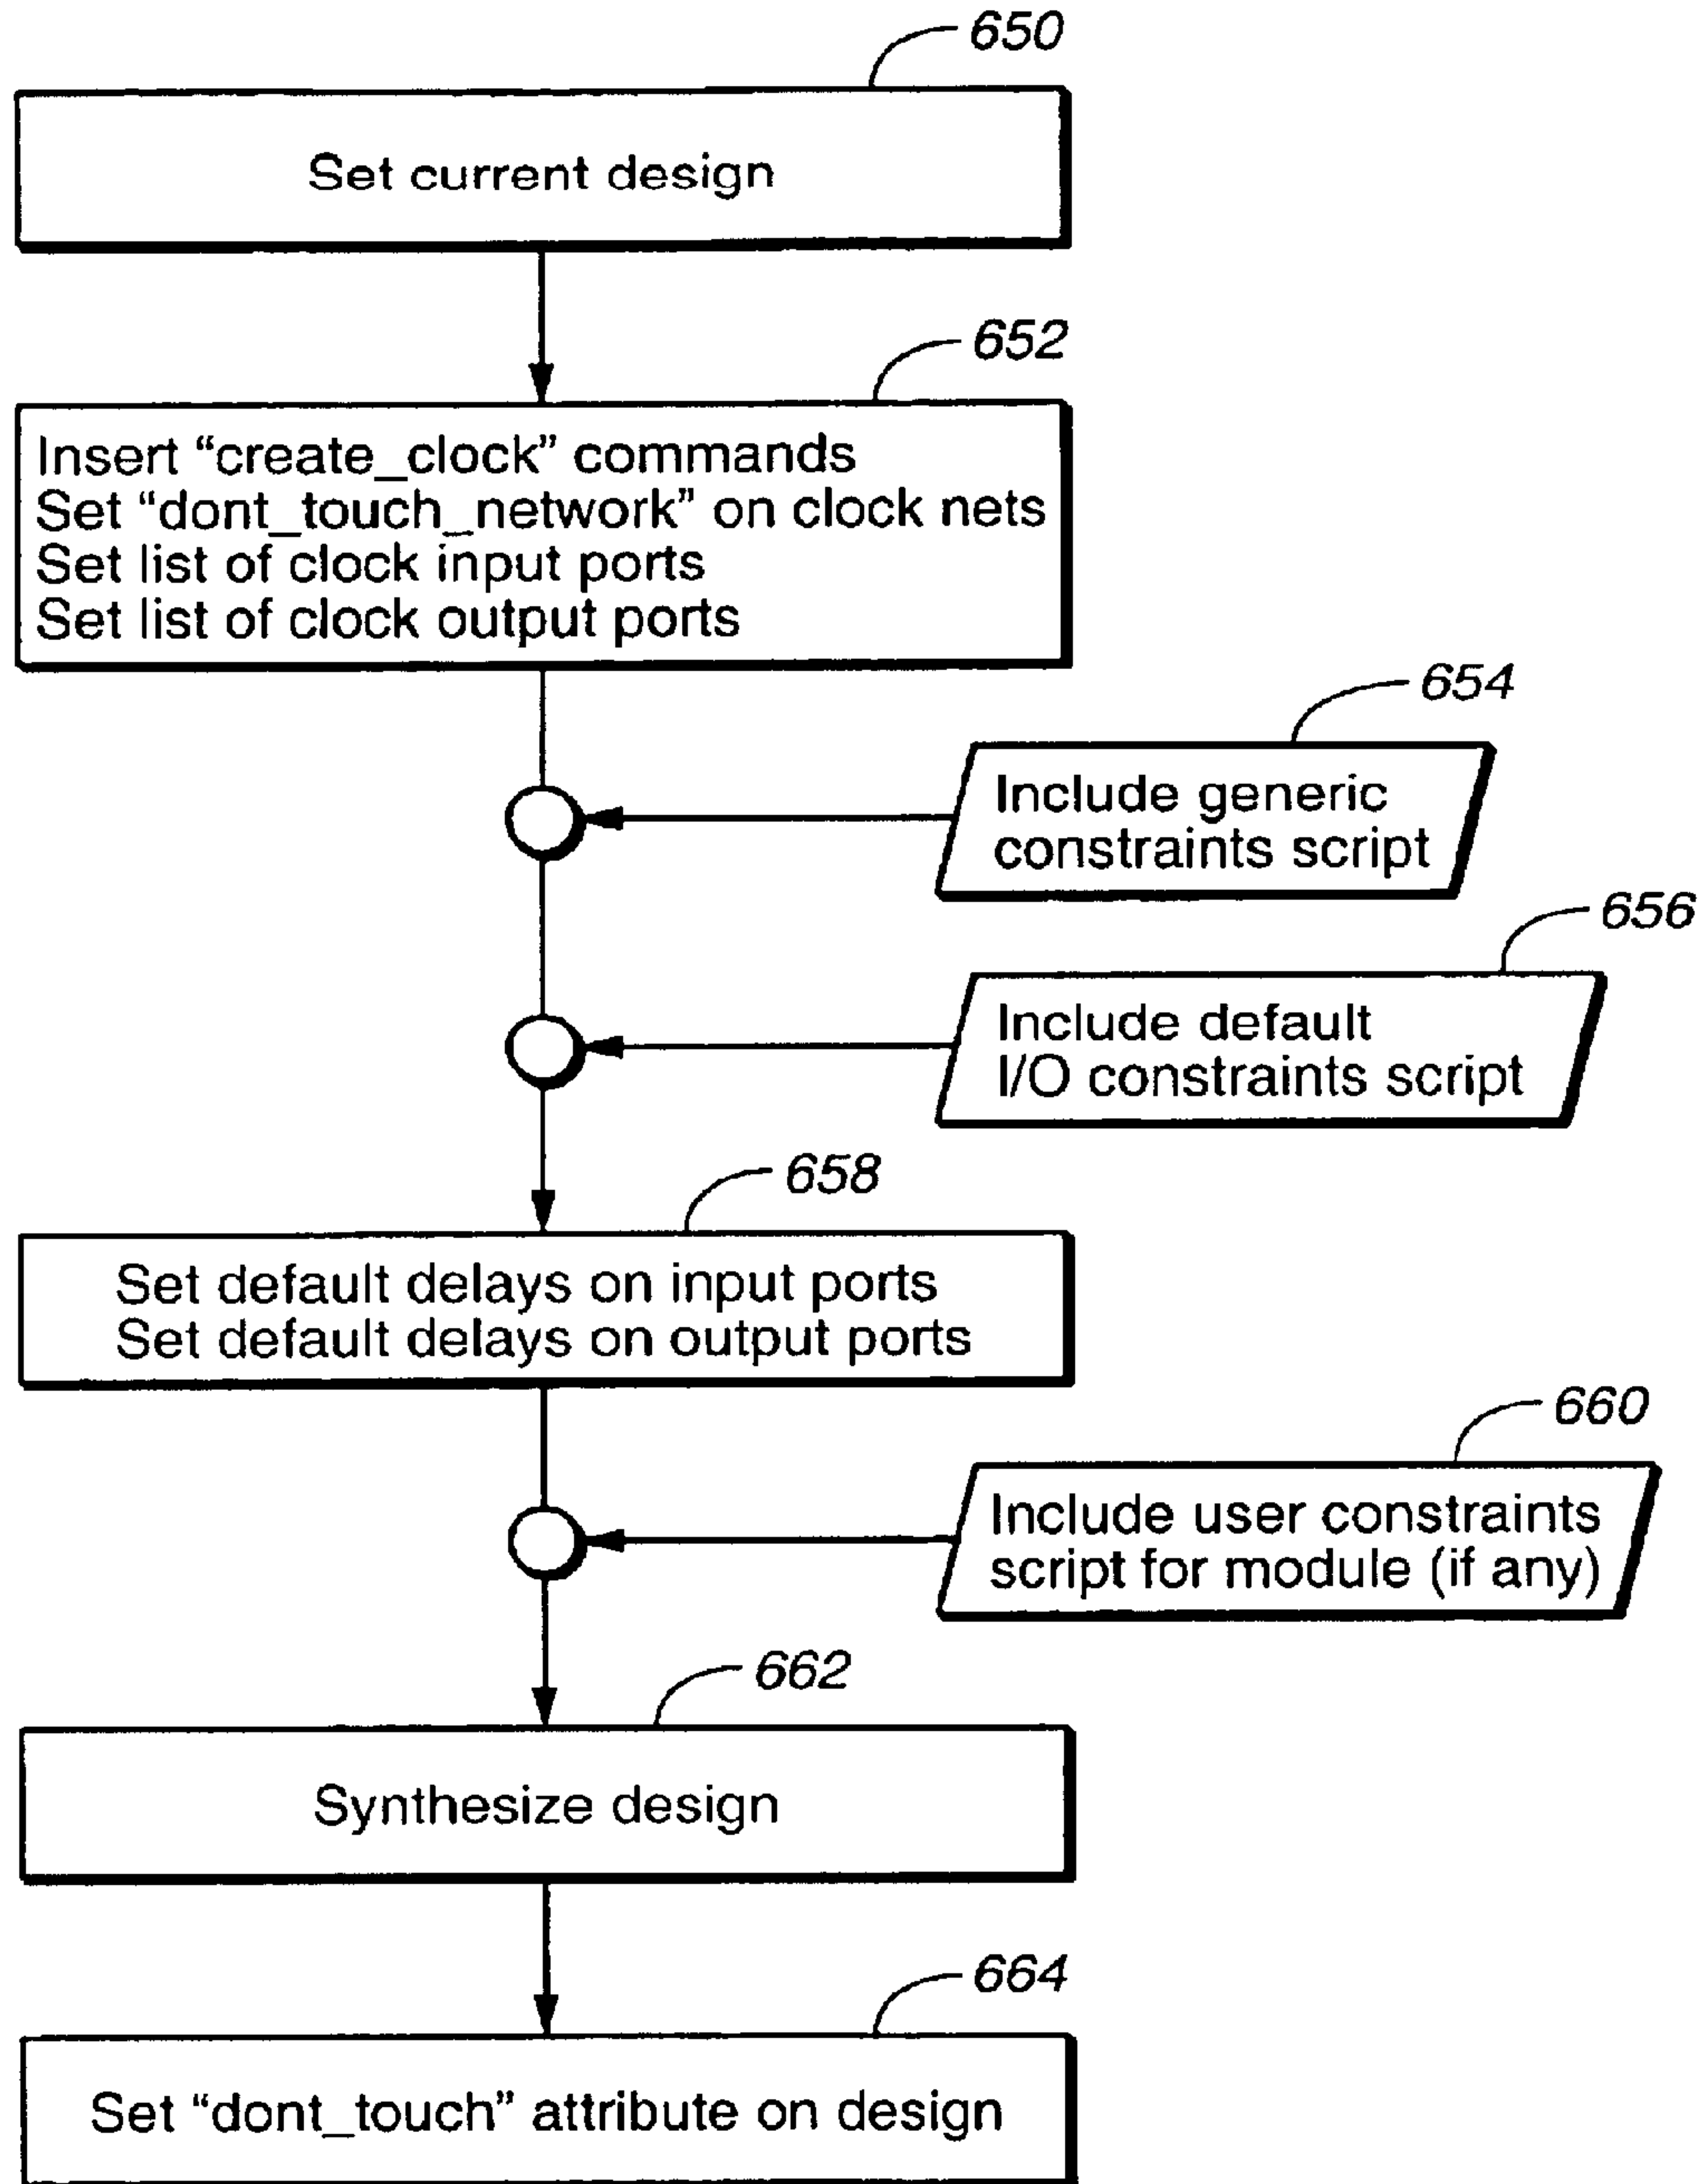 650
Set current design
652
Insert “create_clock” commands
Set “dont_touch_network” on clock nets
Set list of clock input ports
Set list of clock output ports
654
Include generic
constraints script
656
Include default
I/O constraints script
658
Set default delays on input ports
Set default delays on output ports
660
Include user constraints
script for module (if any)
662
Synthesize design
664
Set “dont_touch” attribute on design